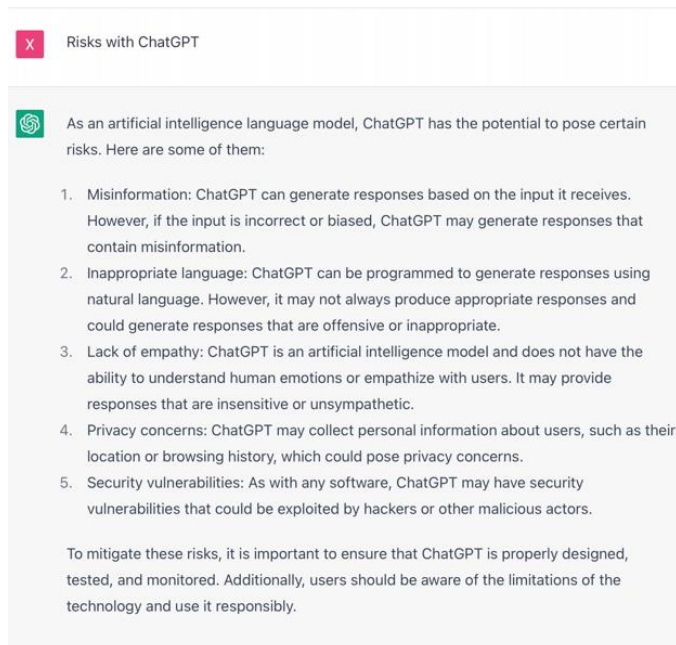 X
Risks with ChatGPT
As an artificial intelligence language model, ChatGPT has the potential to pose certain
risks. Here are some of them:
1. Misinformation: ChatGPT can generate responses based on the input it receives.
However, if the input is incorrect or biased, ChatGPT may generate responses that
contain misinformation.
2. Inappropriate language: ChatGPT can be programmed to generate responses using
natural language. However, it may not always produce appropriate responses and
could generate responses that are offensive or inappropriate.
3. Lack of empathy: ChatGPT is an artificial intelligence model and does not have the
ability to understand human emotions or empathize with users. It may provide
responses that are insensitive or unsympathetic.
4. Privacy concerns: ChatGPT may collect personal information about users, such as their
location or browsing history, which could pose privacy concerns.
5. Security vulnerabilities: As with any software, ChatGPT may have security
vulnerabilities that could be exploited by hackers or other malicious actors.
To mitigate these risks, it is important to ensure that ChatGPT is properly designed,
tested, and monitored. Additionally, users should be aware of the limitations of the
technology and use it responsibly.